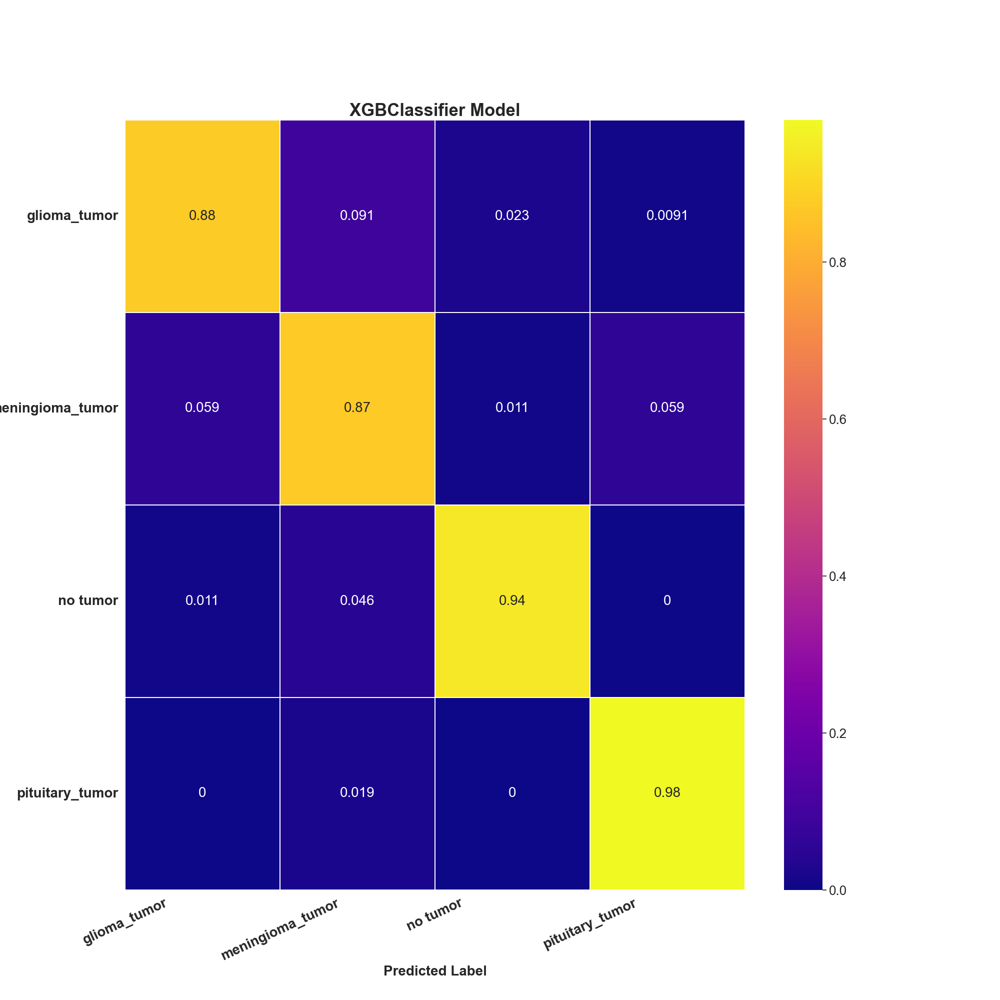 XGBClassifier Model
glioma_tumor 0.88 0.091 0.023 0.0091
eningioma_tumor 0.059 0.87 0.011 0.059
no tumor 0.011 0.046 0.94 0
pituitary_tumor 0 0.019 0 0.98
0.8
0.6
0.4
0.2
0.0
glioma_tumor meningioma_tumor no tumor pituitary_tumor
Predicted Label